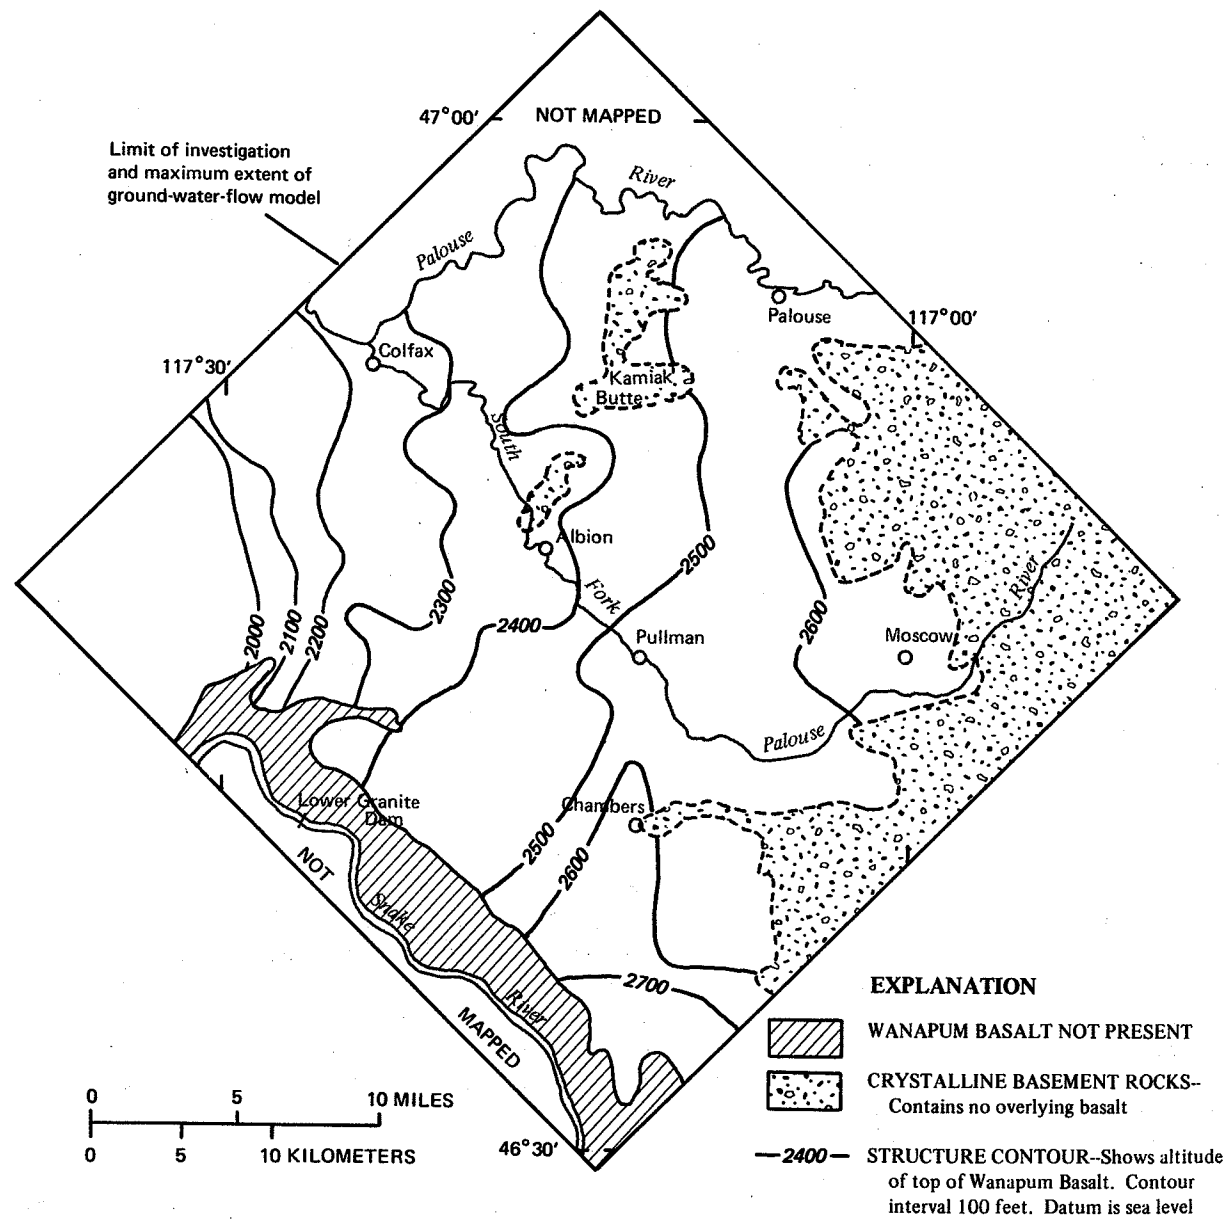 47°00'
NOT MAPPED
Limit of investigation
and maximum extent of
ground-water-flow model
River
Palouse
Palouse
117°00'
117°30'
Colfax
Kamiak
Butte
South
Albion
2500
Fork
2300
2400
2000
2100
2200
2600
Pullman
Moscow
River
Palouse
Lower Granite
Dam
Chambers
2500
2600
NOT
Snake
River
MAPPED
2700
EXPLANATION
WANAPUM BASALT NOT PRESENT
CRYSTALLINE BASEMENT ROCKS--
Contains no overlying basalt
—2400— STRUCTURE CONTOUR--Shows altitude
of top of Wanapum Basalt. Contour
interval 100 feet. Datum is sea level
0 5 10 MILES
0 5 10 KILOMETERS
46°30'